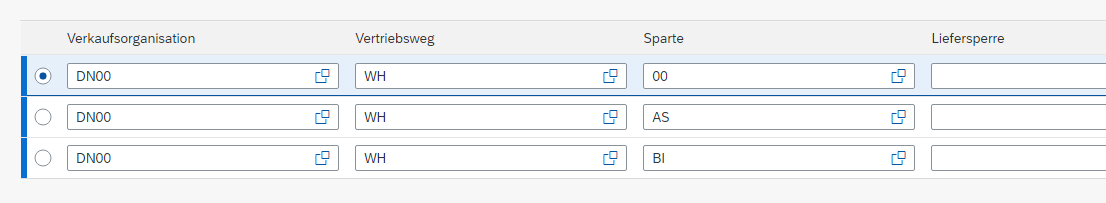 Verkaufsorganisation Vertriebsweg Sparte Liefersperre
DN00 WH 00
DN00 WH AS
DN00 WH BI